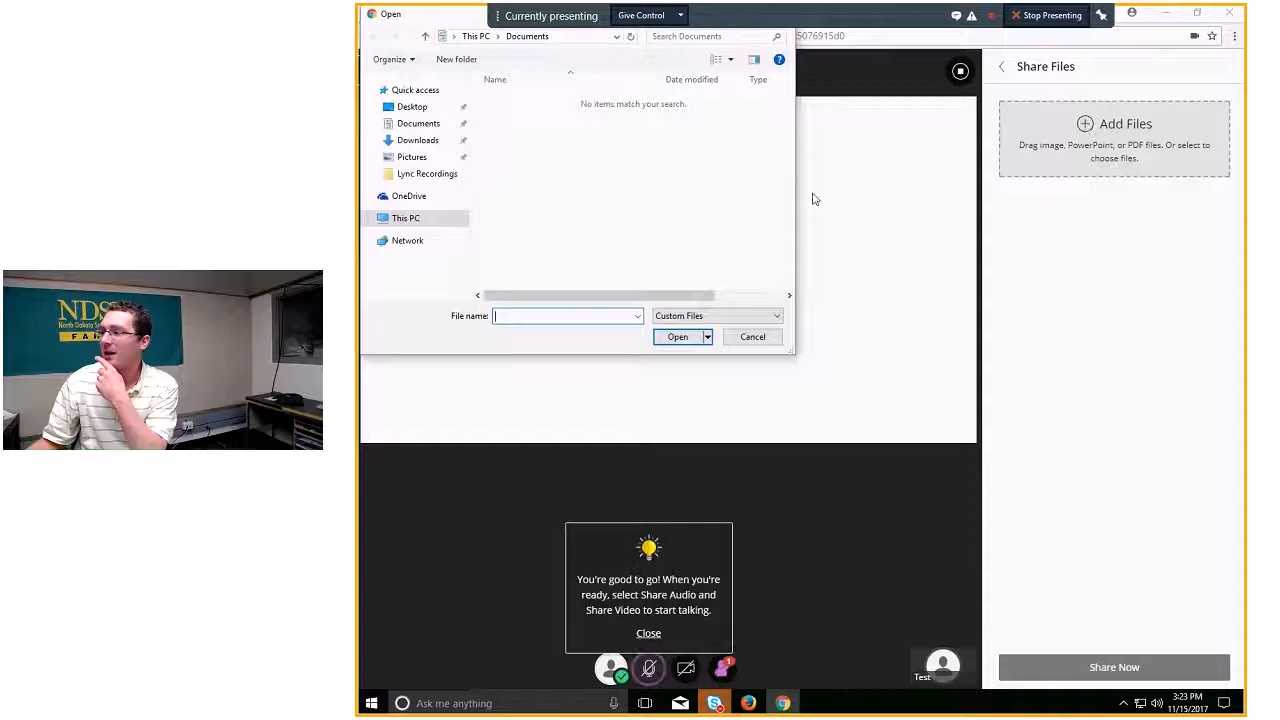 Open
Currently presenting
Give Control
Stop Presenting
This PC
Documents
Search Documents
5076915d0
Organize
New folder
Name
Date modified
Type
No items match your search.
Quick access
Desktop
Documents
Downloads
Pictures
Lync Recordings
OneDrive
This PC
Network
File name:
Custom Files
Open
Cancel
Share Files
Add Files
Drag image, PowerPoint, or PDF files. Or select to
choose files.
You're good to go! When you're
ready, select Share Audio and
Share Video to start talking.
Close
1
Test
Share Now
Ask me anything
3:23 PM
11/15/2017